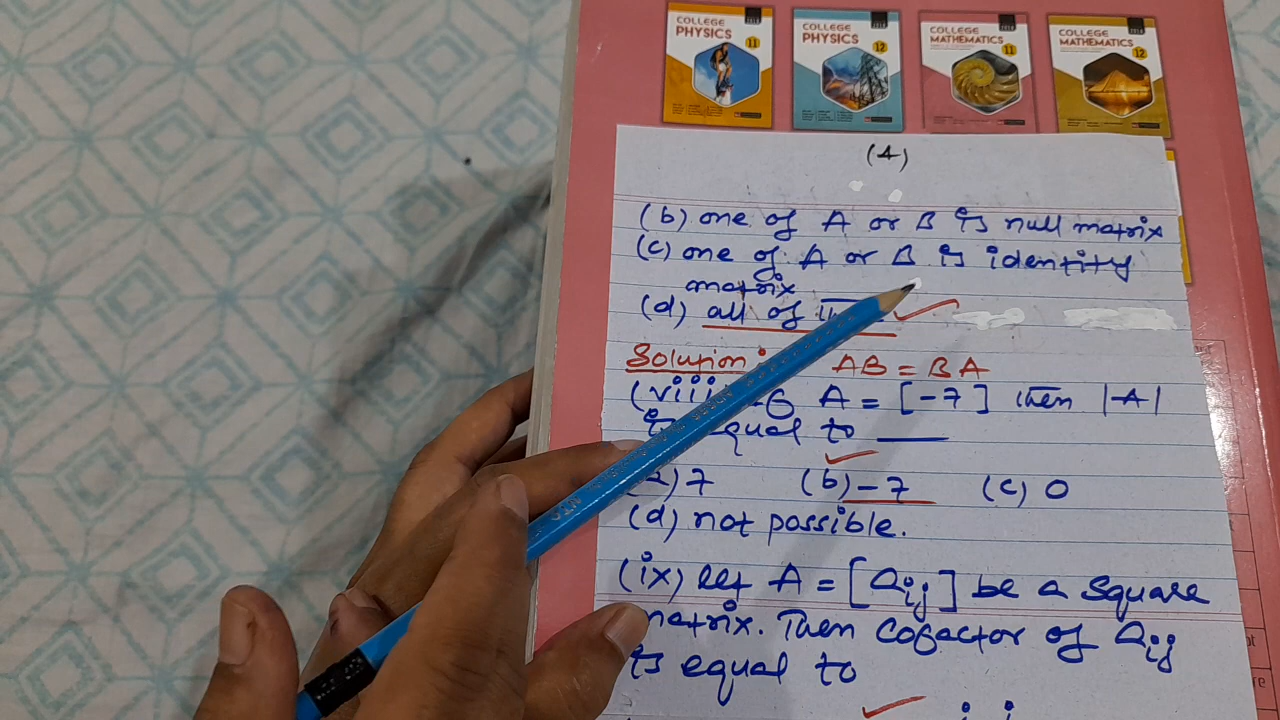 COLLEGE PHYSICS 11
COLLEGE PHYSICS 12
COLLEGE MATHEMATICS 11
COLLEGE MATHEMATICS 12
(4)
(b) one of A or B is null matrix
(c) one of A or B is identity
matrix
(d) all of
Solution: AB = BA
(viii) A = [-7] then |A|
equal to ___
7 (b) -7 (c) 0
(d) not possible.
(ix) let A = [aij] be a square
matrix. Then cofactor of aij
is equal to